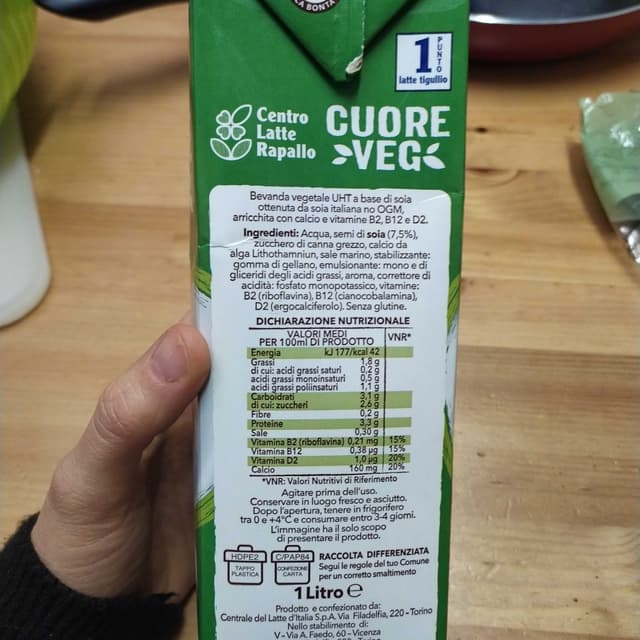 LA BONTÀ
1
PUNTO
latte tigullio
Centro
Latte
Rapallo
CUORE
VEG
Bevanda vegetale UHT a base di soia
ottenuta da soia italiana no OGM,
arricchita con calcio e vitamine B2, B12 e D2.
Ingredienti: Acqua, semi di soia (7,5%),
zucchero di canna grezzo, calcio da
alga Lithothamniun, sale marino, stabilizzante:
gomma di gellano, emulsionante: mono e di
gliceridi degli acidi grassi, aroma, correttore di
acidità: fosfato monopotassico, vitamine:
B2 (riboflavina), B12 (cianocobalamina),
D2 (ergocalciferolo). Senza glutine.
DICHIARAZIONE NUTRIZIONALE
VALORI MEDI
PER 100ml DI PRODOTTO VNR*
Energia kJ 177/kcal 42
Grassi 1,8 g
di cui: acidi grassi saturi 0,2 g
acidi grassi monoinsaturi 0,5 g
acidi grassi poliinsaturi 1,1 g
Carboidrati 3,1 g
di cui: zuccheri 2,6 g
Fibre 0,2 g
Proteine 3,3 g
Sale 0,30 g
Vitamina B2 (riboflavina) 0,21 mg 15%
Vitamina B12 0,38 µg 15%
Vitamina D2 1,0 µg 20%
Calcio 160 mg 20%
*VNR: Valori Nutritivi di Riferimento
Agitare prima dell'uso.
Conservare in luogo fresco e asciutto.
Dopo l'apertura, tenere in frigorifero
tra 0 e +4°C e consumare entro 3-4 giorni.
L'immagine ha il solo scopo
di presentare il prodotto.
HDPE2
TAPPO
PLASTICA
C/PAP84
CONFEZIONE
CARTA
RACCOLTA DIFFERENZIATA
Segui le regole del tuo Comune
per un corretto smaltimento
1 Litro ℮
Prodotto e confezionato da:
Centrale del Latte d'Italia S.p.A. Via Filadelfia, 220 - Torino
Nello stabilimento di:
V - Via A. Faedo, 60 - Vicenza